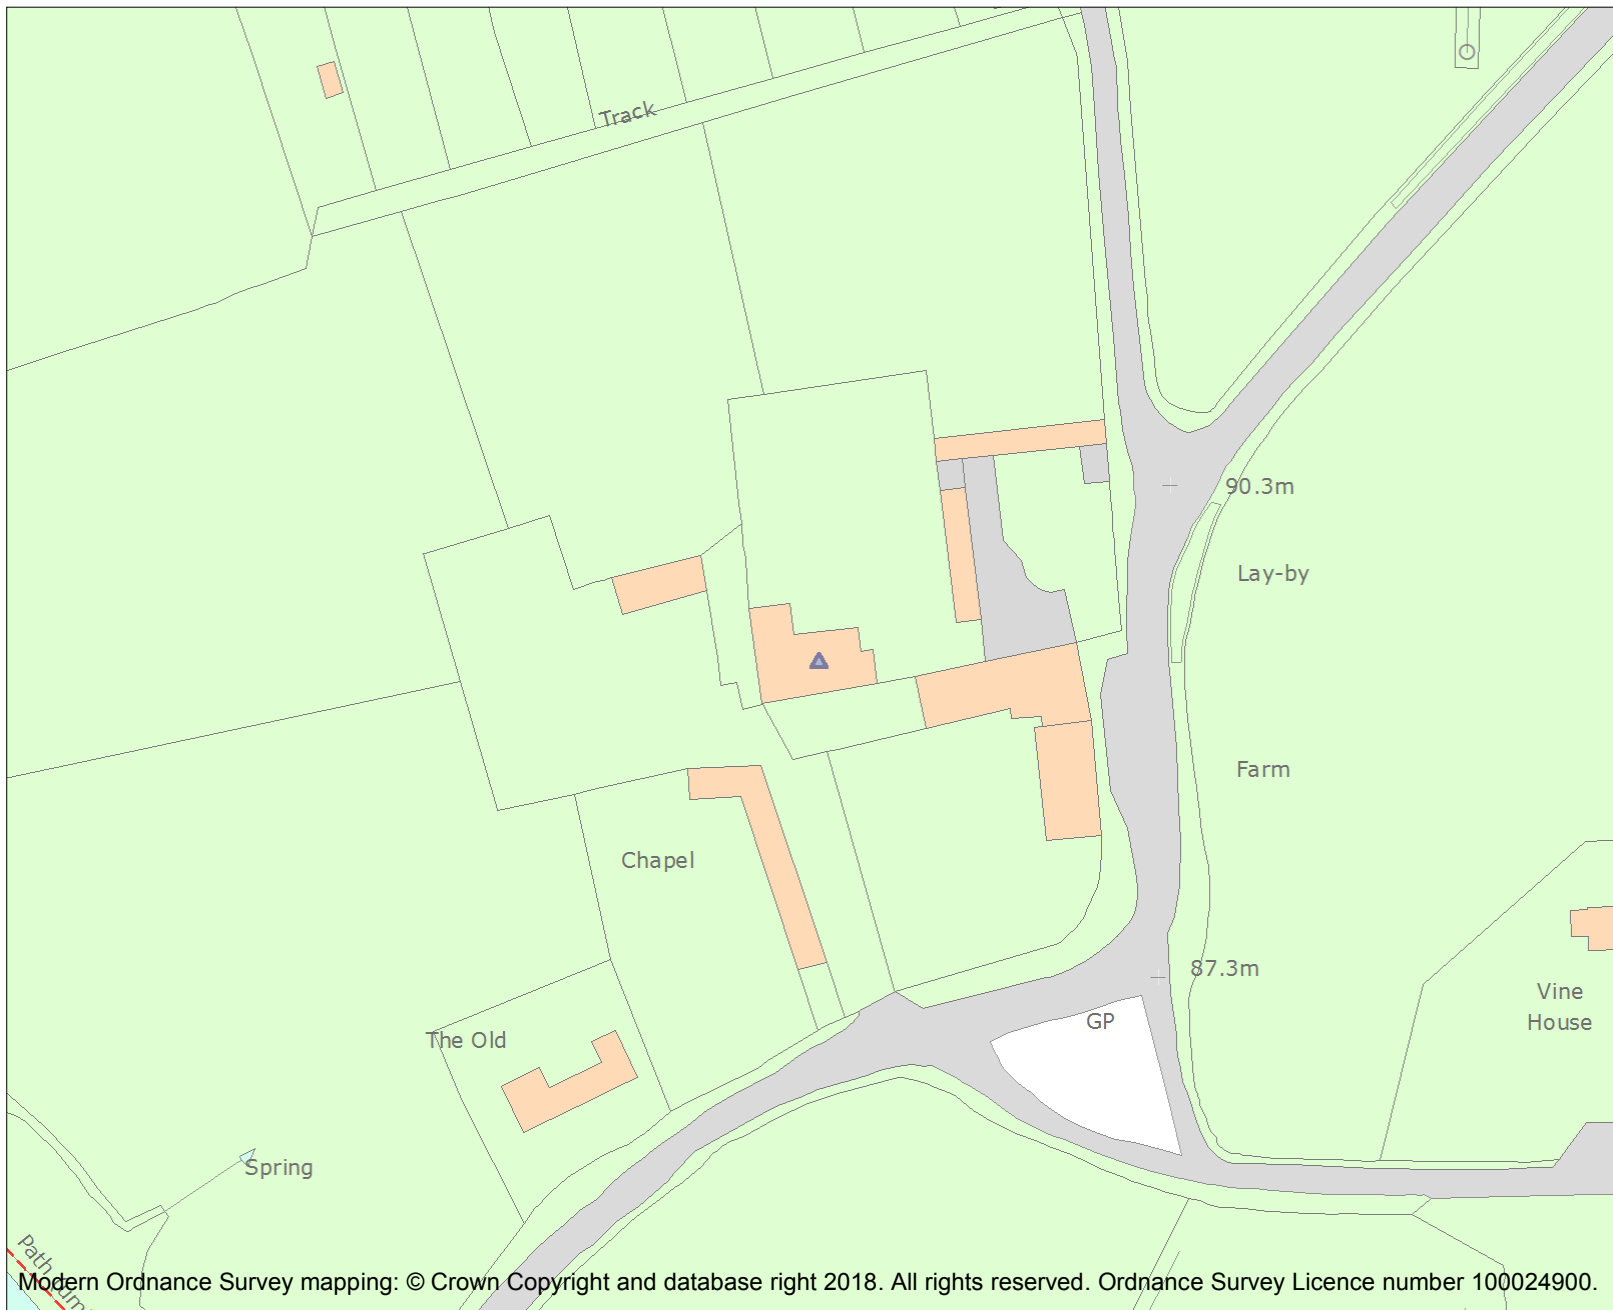 Track
90.3m
Lay-by
Farm
Chapel
87.3m
Vine
House
GP
The Old
Spring
Path
Modern Ordnance Survey mapping: © Crown Copyright and database right 2018. All rights reserved. Ordnance Survey Licence number 100024900.